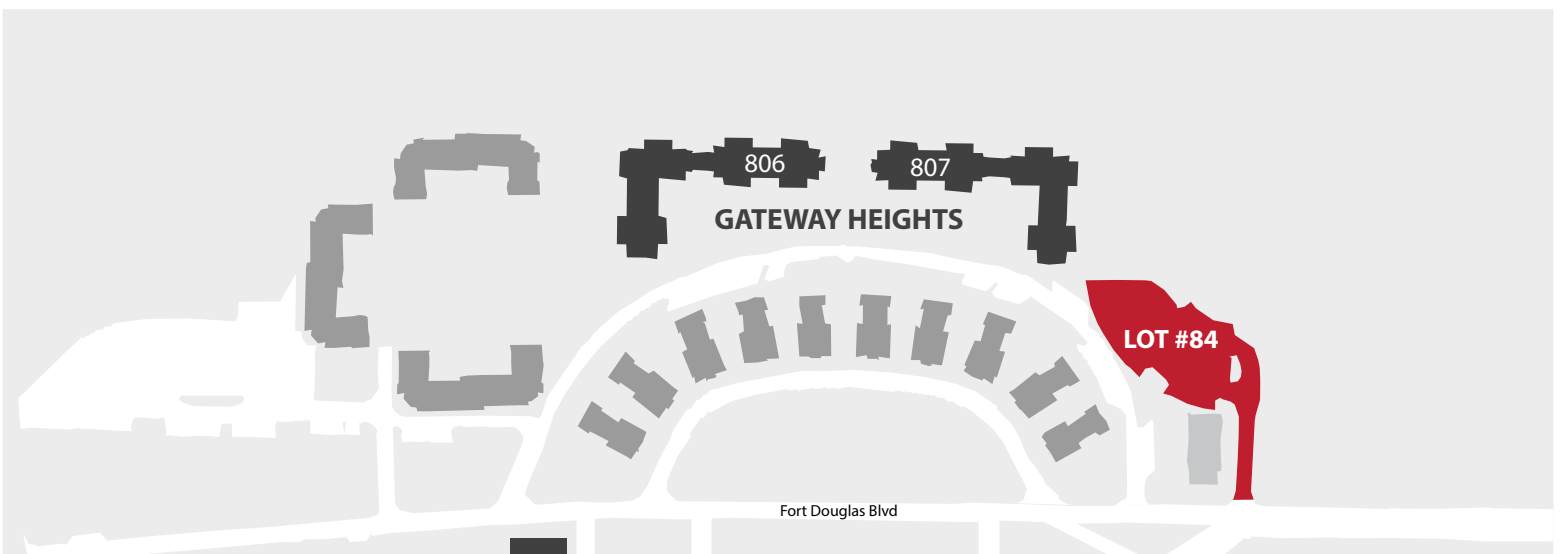 806
807
GATEWAY HEIGHTS
LOT #84
Fort Douglas Blvd